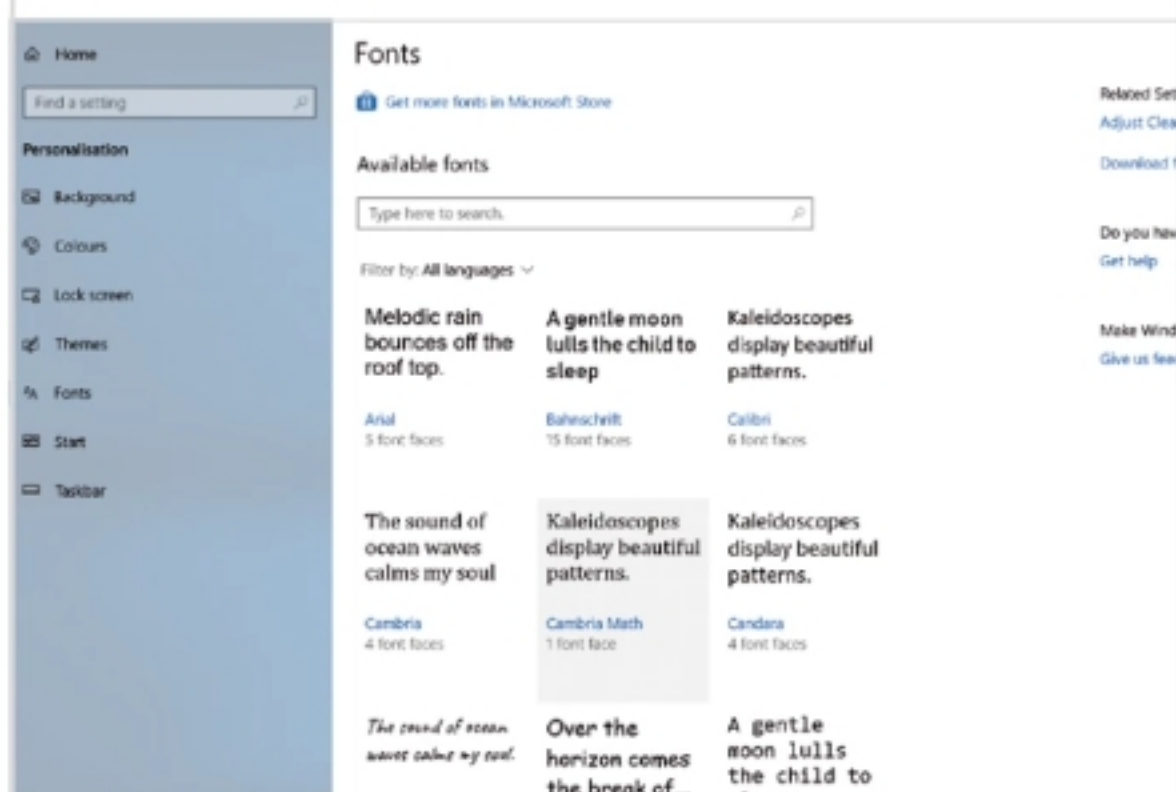 Home
Find a setting
Personalisation
Background
Colours
Lock screen
Themes
Fonts
Start
Taskbar
Fonts
Get more fonts in Microsoft Store
Available fonts
Type here to search.
Filter by: All languages
Melodic rain
bounces off the
roof top.
Arial
5 font faces
A gentle moon
lulls the child to
sleep
Bahnschrift
15 font faces
Kaleidoscopes
display beautiful
patterns.
Calibri
6 font faces
The sound of
ocean waves
calms my soul
Cambria
4 font faces
Kaleidoscopes
display beautiful
patterns.
Cambria Math
1 font face
Kaleidoscopes
display beautiful
patterns.
Candara
4 font faces
The sound of ocean
waves calms my soul.
Over the
horizon comes
the break of...
A gentle
moon lulls
the child to
Related Set
Adjust Clea
Download
Do you hav
Get help
Make Wind
Give us fee